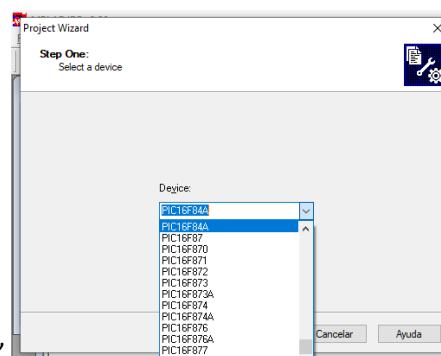 Project Wizard
Step One:
Select a device
Device:
PIC16F84A
PIC16F84A
PIC16F87
PIC16F870
PIC16F871
PIC16F872
PIC16F873
PIC16F873A
PIC16F874
PIC16F874A
PIC16F876
PIC16F876A
PIC16F877
Cancelar
Ayuda
,